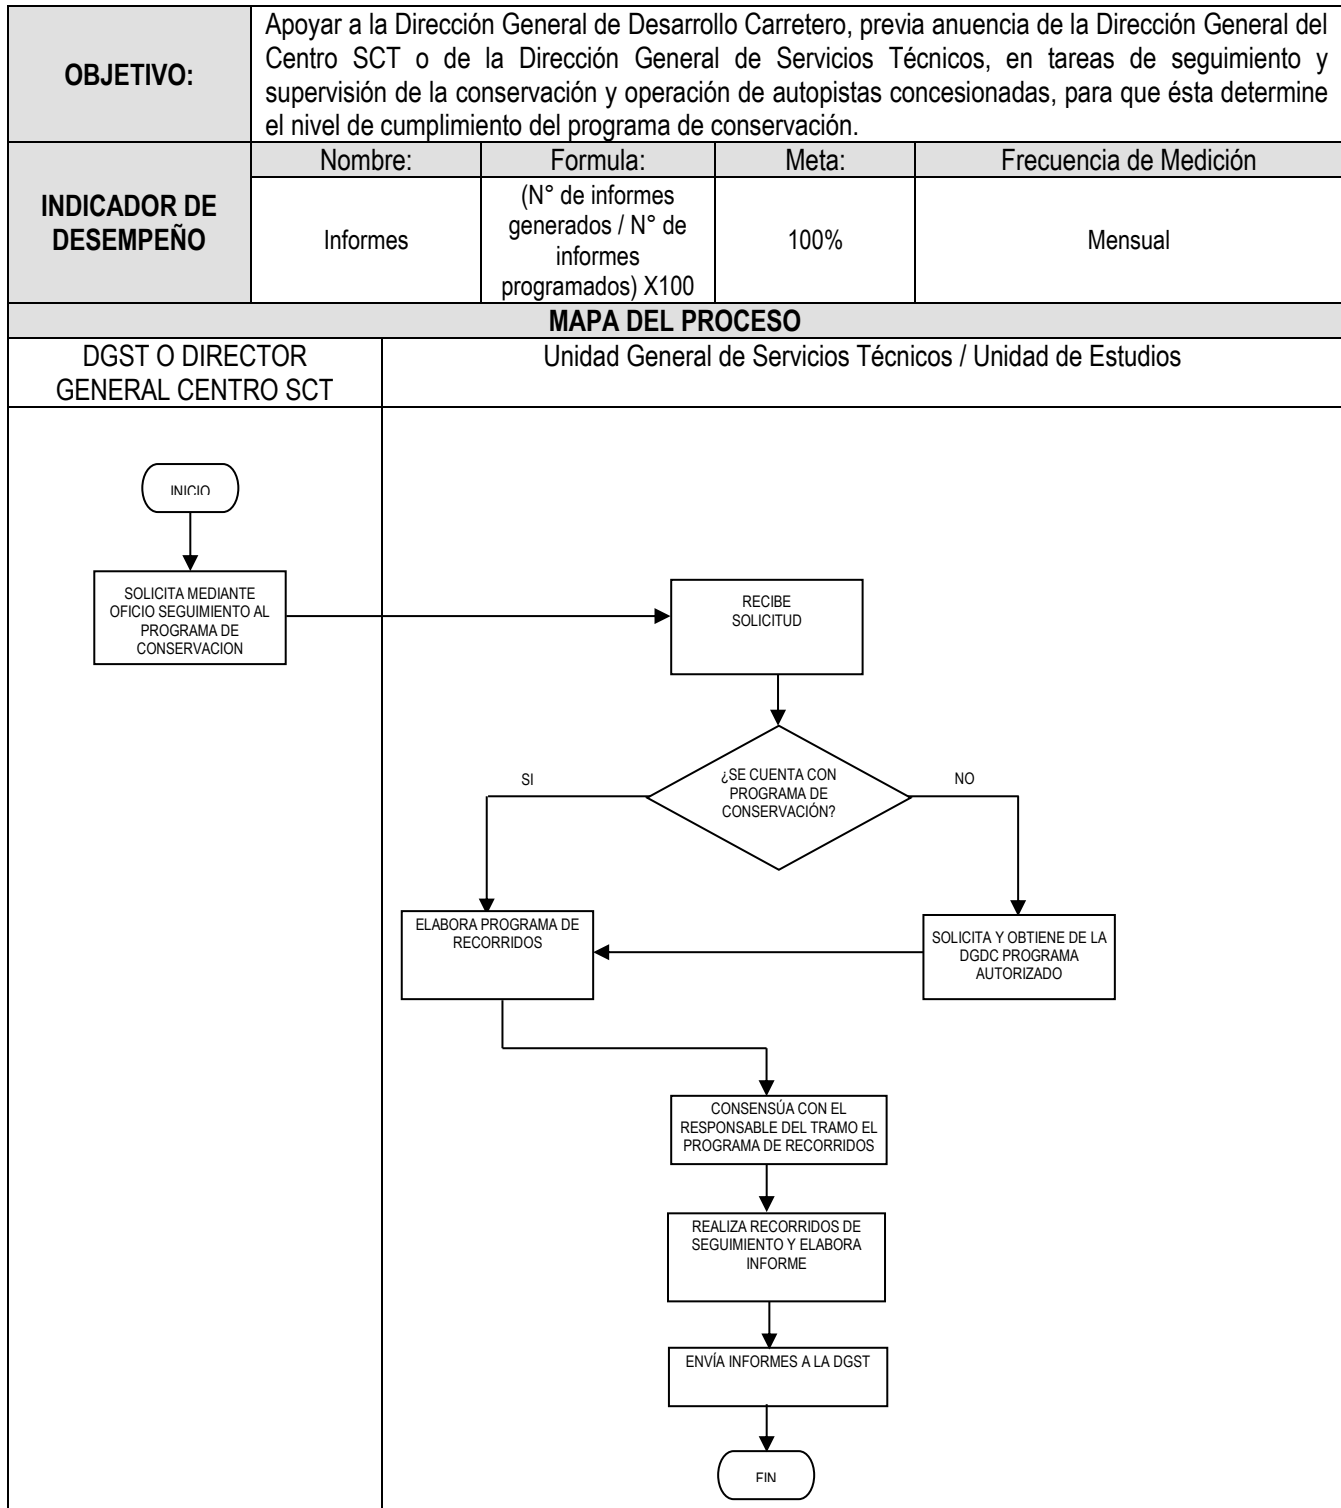 OBJETIVO:
Apoyar a la Dirección General de Desarrollo Carretero, previa anuencia de la Dirección General del
Centro SCT o de la Dirección General de Servicios Técnicos, en tareas de seguimiento y
supervisión de la conservación y operación de autopistas concesionadas, para que ésta determine
el nivel de cumplimiento del programa de conservación.
INDICADOR DE
DESEMPEÑO
Nombre:
Formula:
Meta:
Frecuencia de Medición
Informes
(N° de informes
generados / N° de
informes
programados) X100
100%
Mensual
MAPA DEL PROCESO
DGST O DIRECTOR
GENERAL CENTRO SCT
Unidad General de Servicios Técnicos / Unidad de Estudios
INICIO
SOLICITA MEDIANTE
OFICIO SEGUIMIENTO AL
PROGRAMA DE
CONSERVACION
RECIBE
SOLICITUD
¿SE CUENTA CON
PROGRAMA DE
CONSERVACIÓN?
SI
NO
ELABORA PROGRAMA DE
RECORRIDOS
SOLICITA Y OBTIENE DE LA
DGDC PROGRAMA
AUTORIZADO
CONSENSÚA CON EL
RESPONSABLE DEL TRAMO EL
PROGRAMA DE RECORRIDOS
REALIZA RECORRIDOS DE
SEGUIMIENTO Y ELABORA
INFORME
ENVÍA INFORMES A LA DGST
FIN